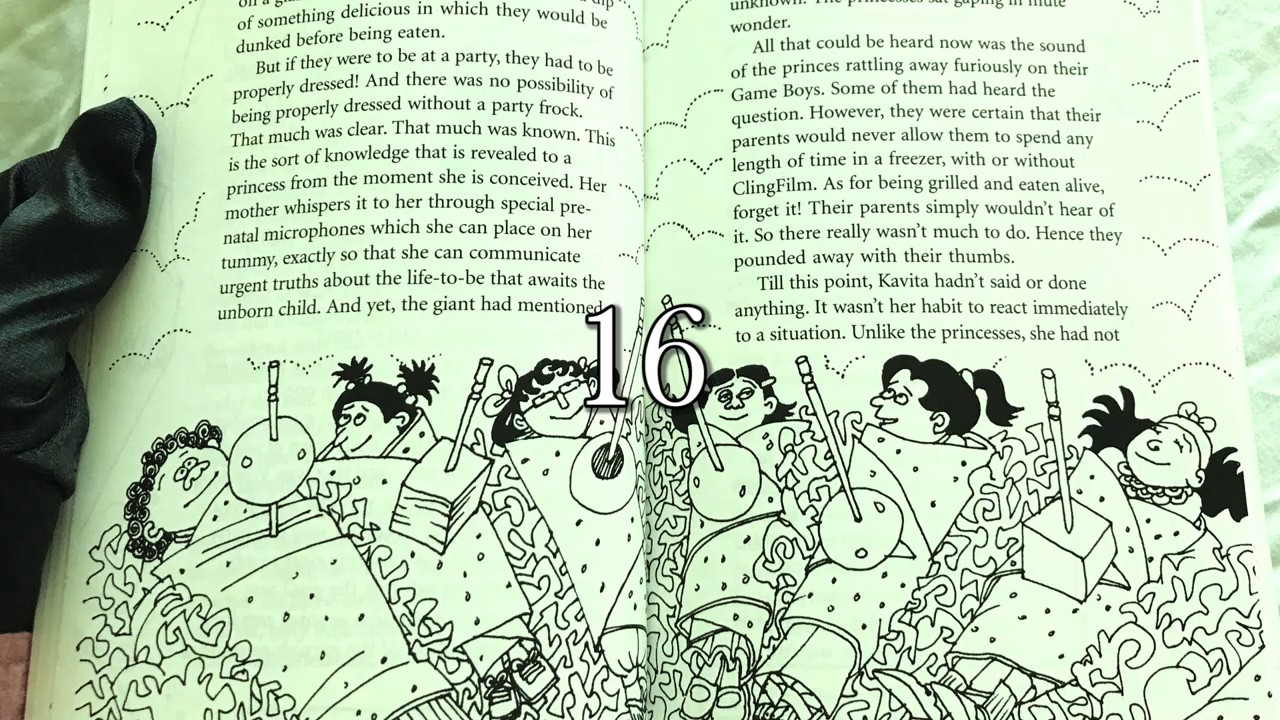 of something delicious in which they would be
dunked before being eaten.
But if they were to be at a party, they had to be
properly dressed! And there was no possibility of
being properly dressed without a party frock.
That much was clear. That much was known. This
is the sort of knowledge that is revealed to a
princess from the moment she is conceived. Her
mother whispers it to her through special pre-
natal microphones which she can place on her
tummy, exactly so that she can communicate
urgent truths about the life-to-be that awaits the
unborn child. And yet, the giant had mentioned
unknown. The princesses sat gaping in mute
wonder.
All that could be heard now was the sound
of the princes rattling away furiously on their
Game Boys. Some of them had heard the
question. However, they were certain that their
parents would never allow them to spend any
length of time in a freezer, with or without
ClingFilm. As for being grilled and eaten alive,
forget it! Their parents simply wouldn't hear of
it. So there really wasn't much to do. Hence they
pounded away with their thumbs.
Till this point, Kavita hadn't said or done
anything. It wasn't her habit to react immediately
to a situation. Unlike the princesses, she had not
16